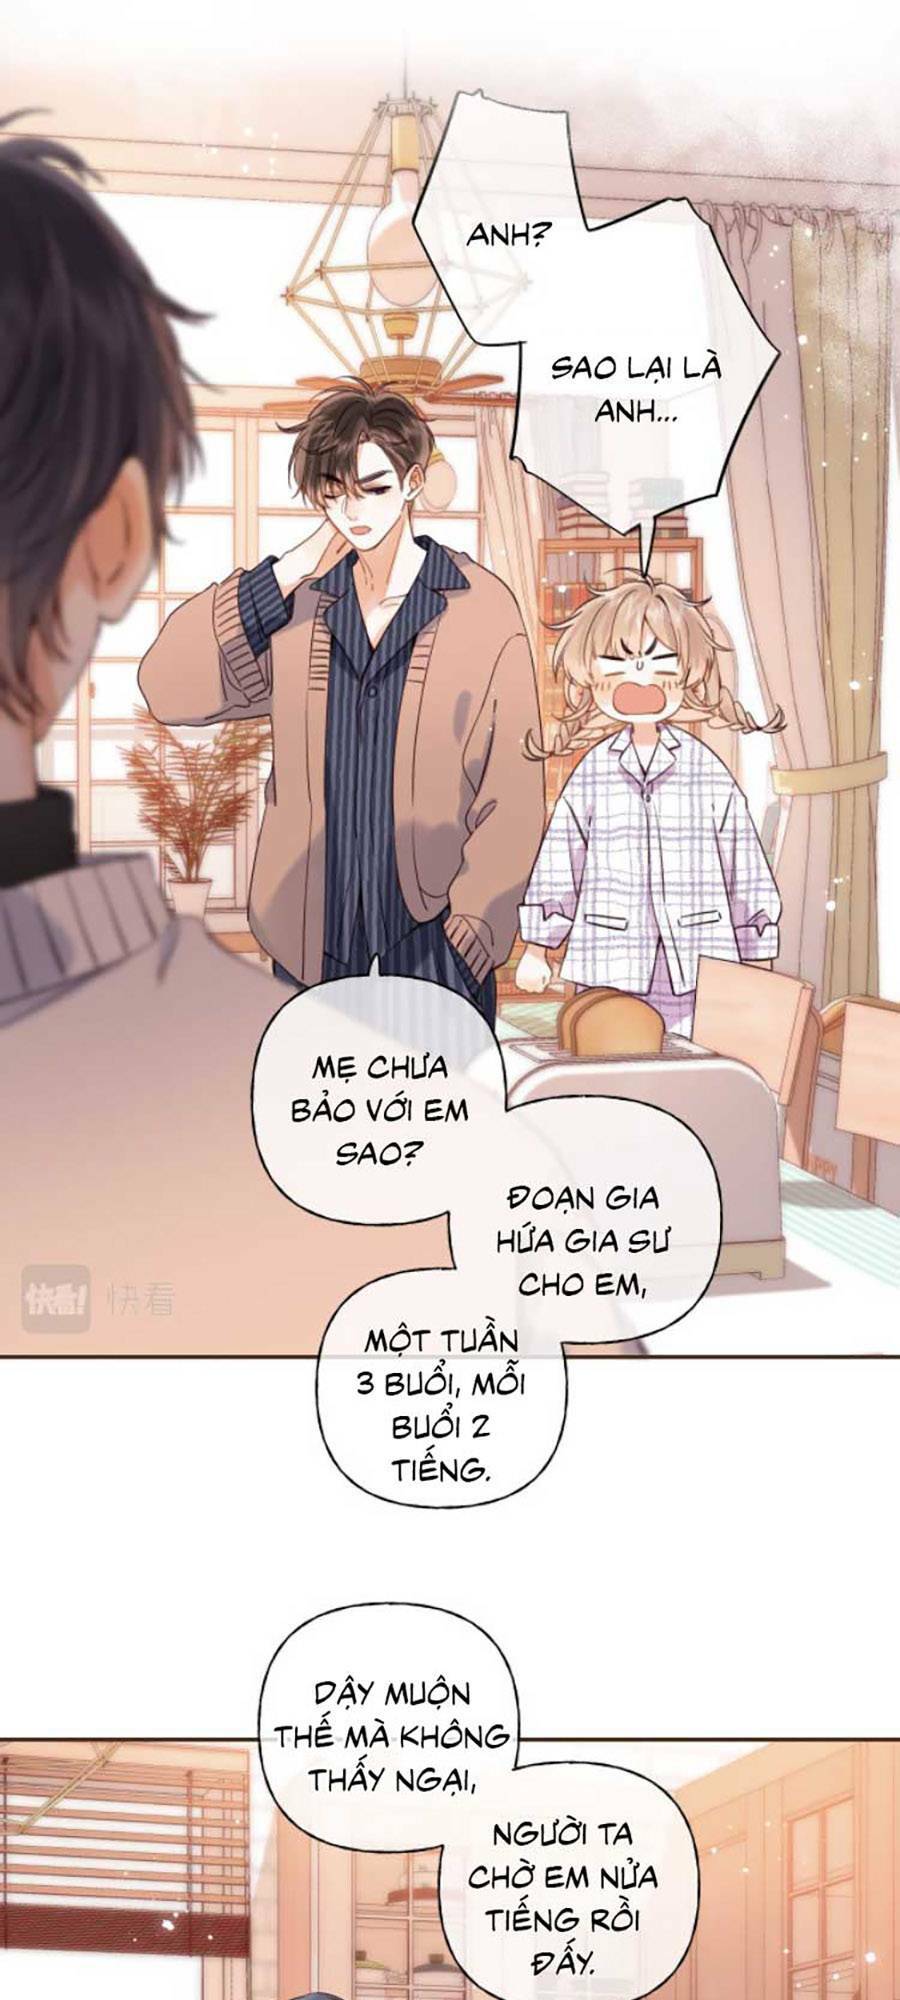 ANH?
SAO LẠI LÀ
ANH...
MẸ CHƯA
BẢO VỚI EM
SAO?
ĐOẠN GIA
HỨA GIA SƯ
CHO EM,
MỘT TUẦN
3 BUỔI, MỖI
BUỔI 2
TIẾNG.
快看! 快看
DẬY MUỘN
THẾ MÀ KHÔNG
THẤY NGẠI,
NGƯỜI TA
CHỜ EM NỬA
TIẾNG RỒI
ĐẤY.